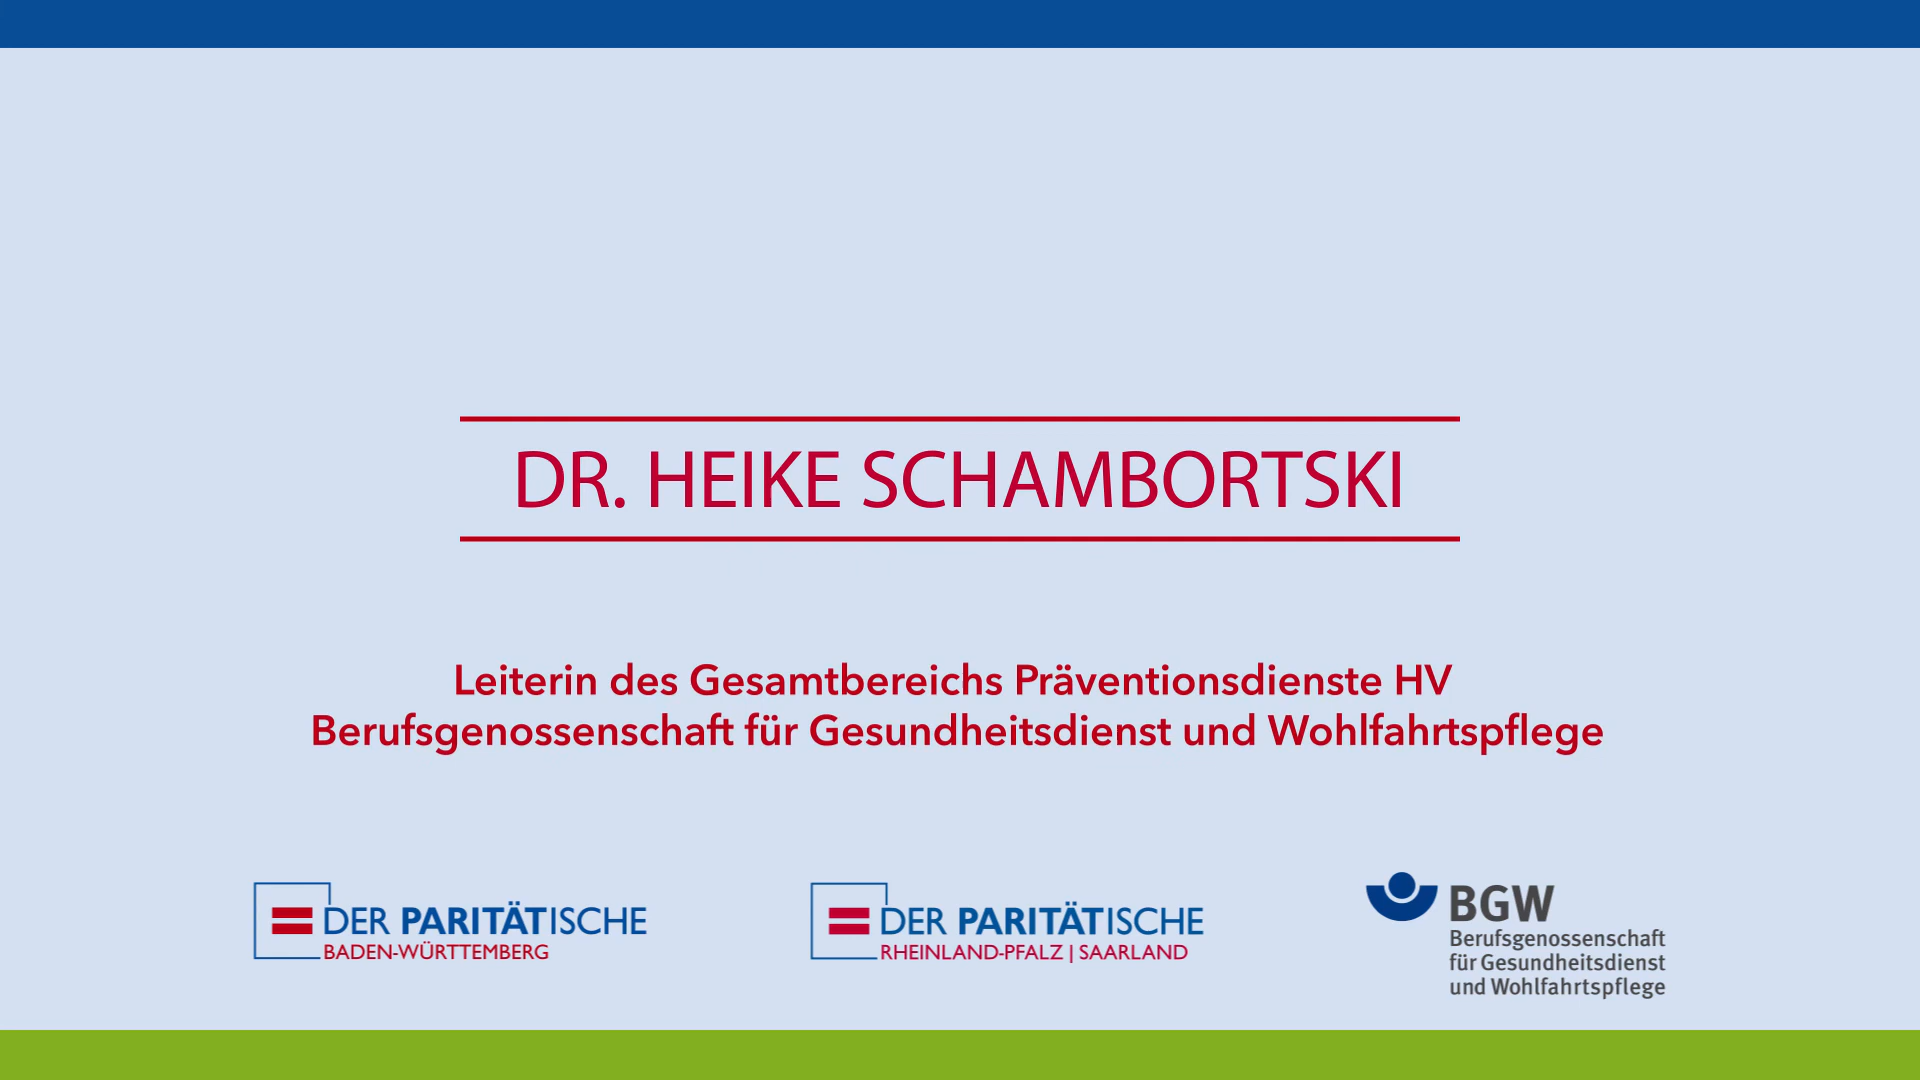 DR. HEIKE SCHAMBORTSKI
Leiterin des Gesamtbereichs Präventionsdienste HV
Berufsgenossenschaft für Gesundheitsdienst und Wohlfahrtspflege
DER PARITÄTISCHE
BADEN-WÜRTTEMBERG
DER PARITÄTISCHE
RHEINLAND-PFALZ | SAARLAND
BGW
Berufsgenossenschaft
für Gesundheitsdienst
und Wohlfahrtspflege